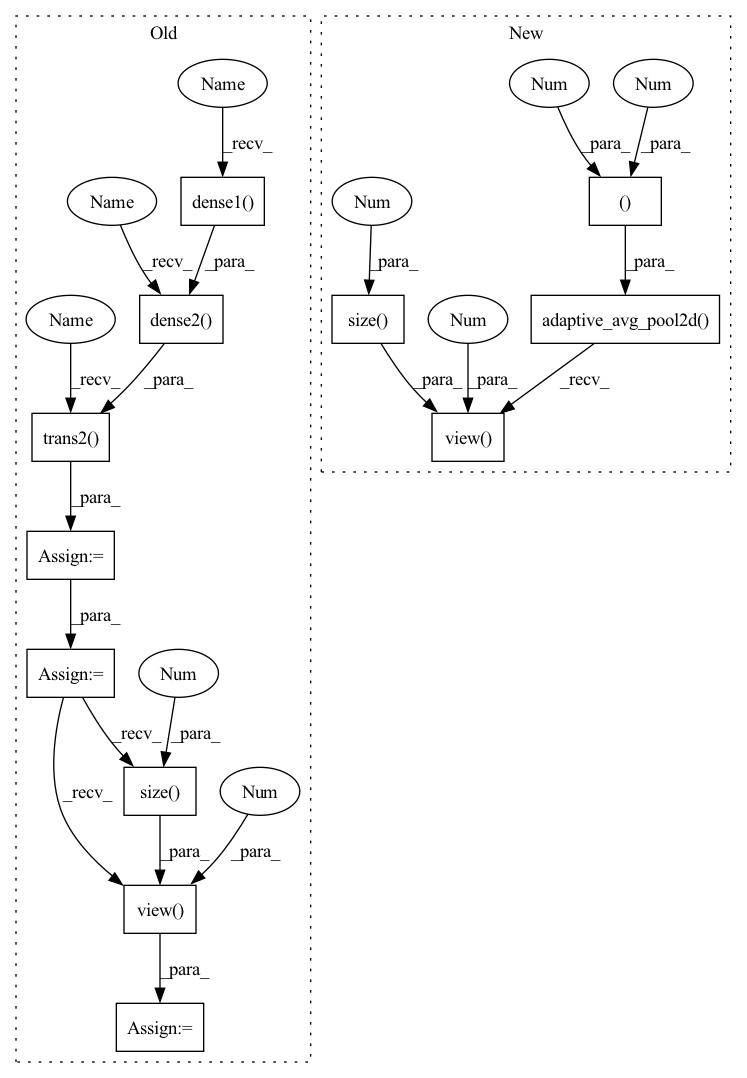 Old
New
Name
Num
Num
_recv_
_para_
_para_
Name
dense1()
Num
()
_recv_
_para_
_para_
_para_
Name
dense2()
size()
Num
adaptive_avg_pool2d()
_recv_
_para_
_para_
_para_
_recv_
trans2()
view()
_para_
Assign:=
_para_
Assign:=
Num
_recv_
_para_
_recv_
size()
Num
_para_
_para_
view()
_para_
Assign:=